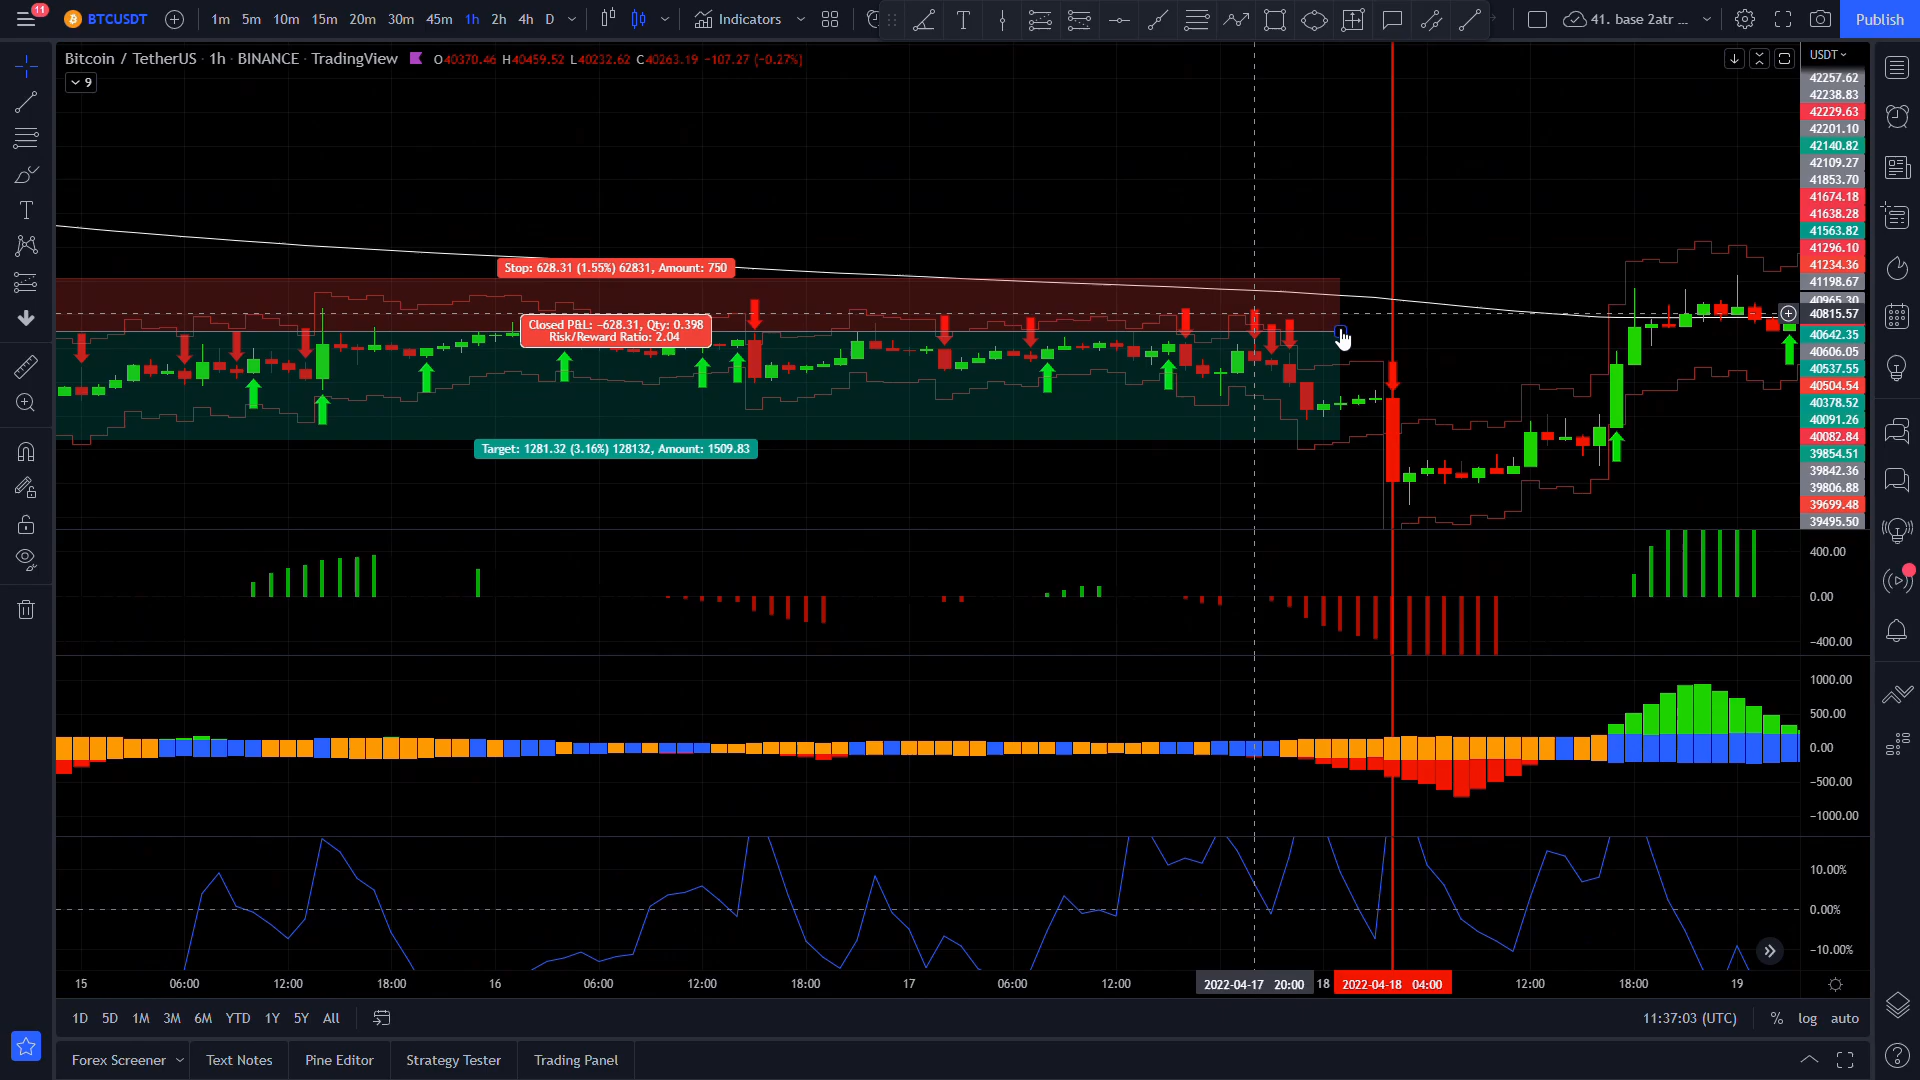 11
BTCUSDT
1m 5m 10m 15m 20m 30m 45m 1h 2h 4h D
Indicators
41. base 2atr ...
Publish
Bitcoin / TetherUS · 1h · BINANCE · TradingView
O40370.46 H40459.52 L40232.62 C40263.19 −107.27 (−0.27%)
9
USDT
42257.62
42238.83
42229.63
42201.10
42140.82
42109.27
41853.70
41674.18
41638.28
41563.82
41296.10
41234.36
41198.67
40965.30
40815.57
40642.35
40606.05
40537.55
40504.54
40378.52
40091.26
40082.84
39854.51
39842.36
39806.88
39699.48
39495.50
Stop: 628.31 (1.55%) 62831, Amount: 750
Closed P&L: −628.31, Qty: 0.398
Risk/Reward Ratio: 2.04
Target: 1281.32 (3.16%) 128132, Amount: 1509.83
400.00
0.00
−400.00
1000.00
500.00
0.00
−500.00
−1000.00
10.00%
0.00%
−10.00%
15 06:00 12:00 18:00 16 06:00 12:00 18:00 17 06:00 12:00 2022-04-17 20:00 18 2022-04-18 04:00 12:00 18:00 19
1D 5D 1M 3M 6M YTD 1Y 5Y All
11:37:03 (UTC) % log auto
Forex Screener Text Notes Pine Editor Strategy Tester Trading Panel